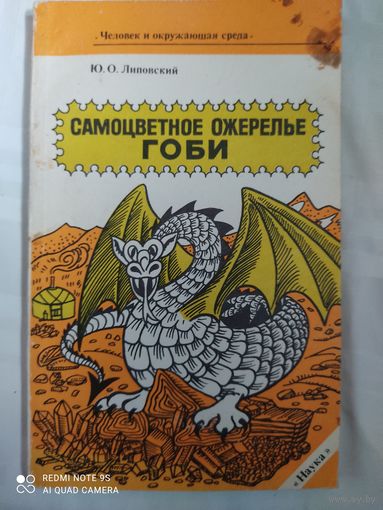 «Человек и окружающая среда»
Ю. О. Липовский
САМОЦВЕТНОЕ ОЖЕРЕЛЬЕ
ГОБИ
«Наука»
REDMI NOTE 9S
AI QUAD CAMERA